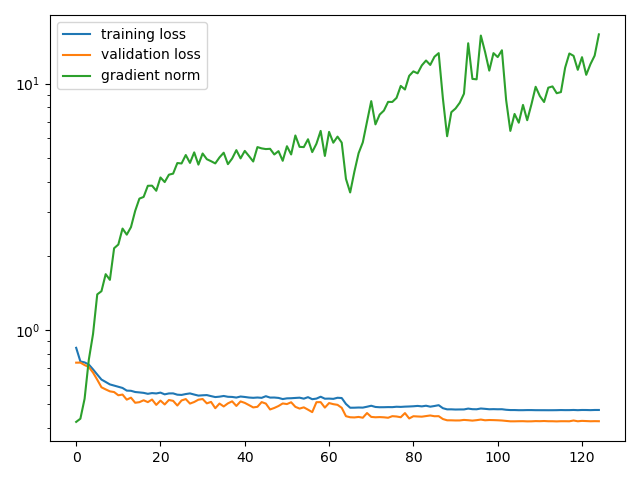 training loss
validation loss
gradient norm
10¹
10⁰
0 20 40 60 80 100 120